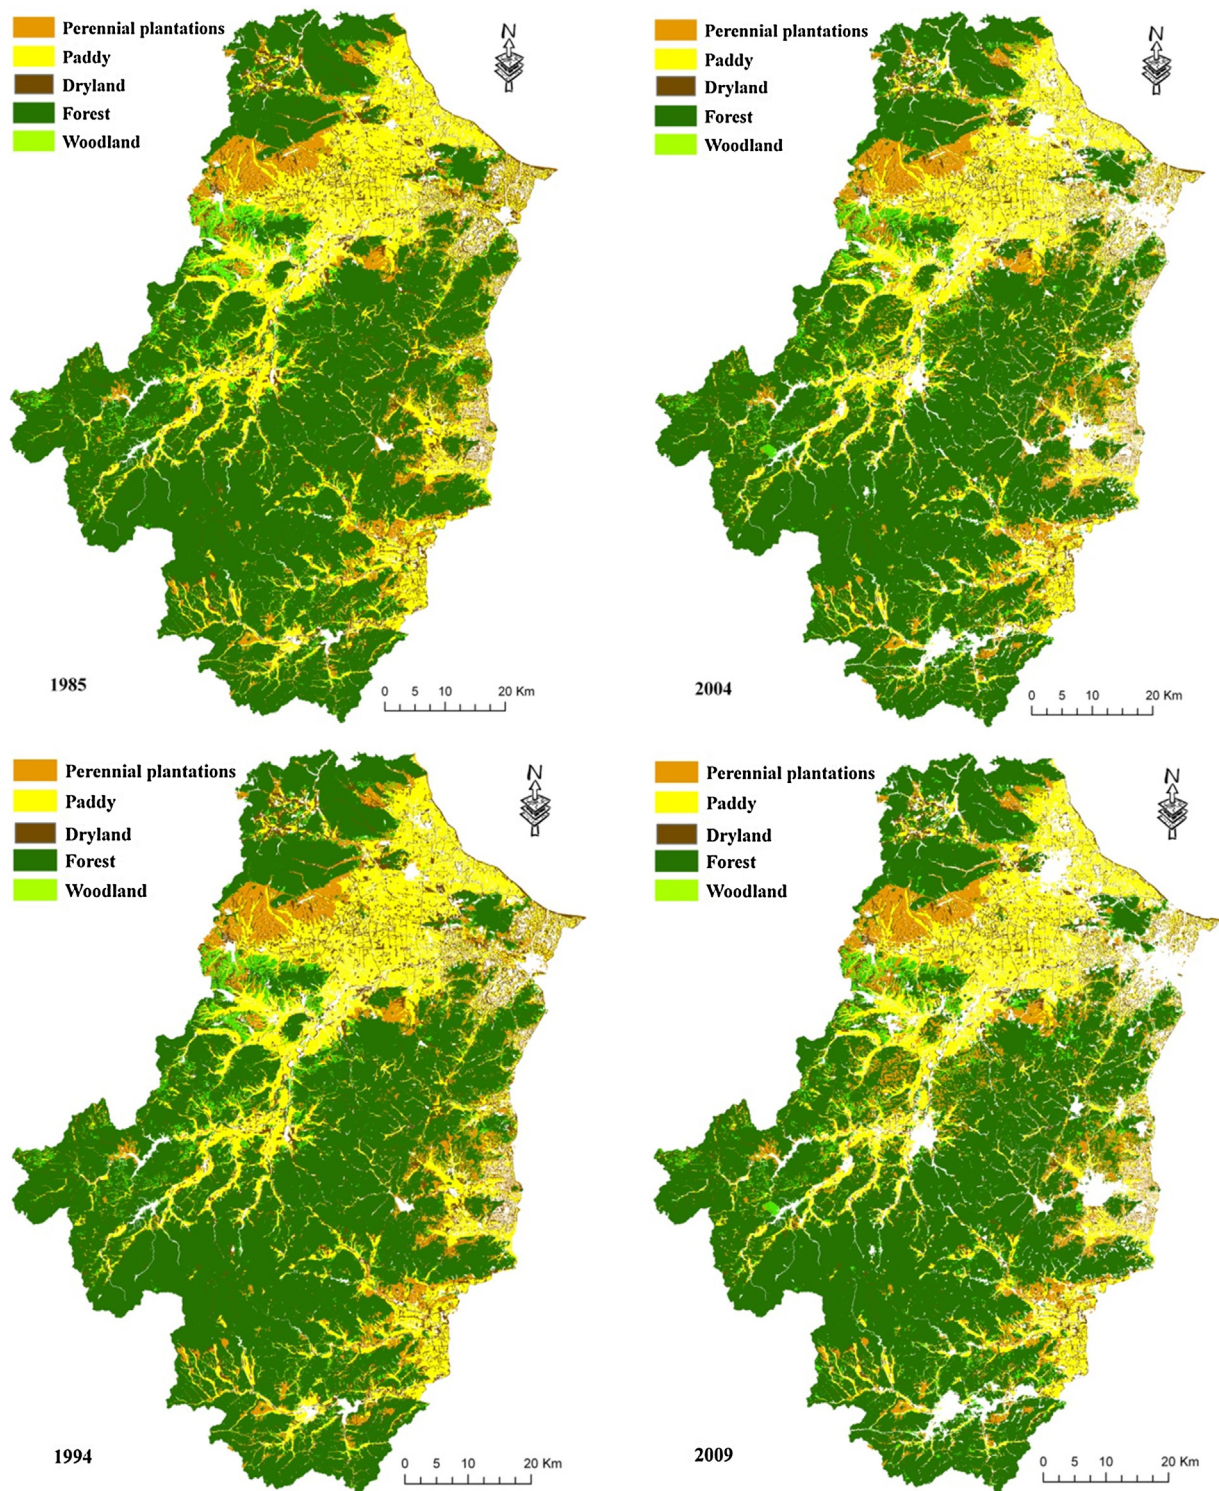 Perennial plantations
Paddy
Dryland
Forest
Woodland
N
1985
0 5 10 20 Km
Perennial plantations
Paddy
Dryland
Forest
Woodland
N
2004
0 5 10 20 Km
Perennial plantations
Paddy
Dryland
Forest
Woodland
N
1994
0 5 10 20 Km
Perennial plantations
Paddy
Dryland
Forest
Woodland
N
2009
0 5 10 20 Km